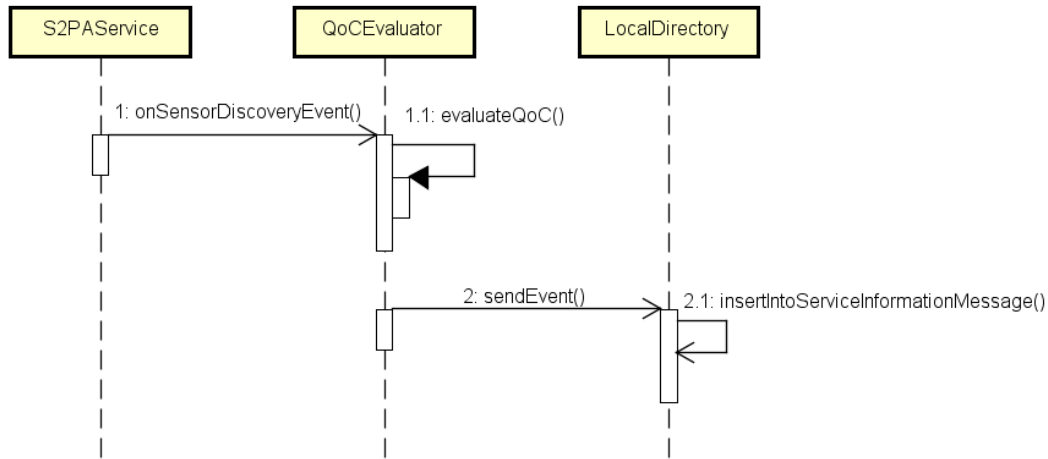 S2PAService
QoCEvaluator
LocalDirectory
1: onSensorDiscoveryEvent()
1.1: evaluateQoC()
2: sendEvent()
2.1: insertIntoServiceInformationMessage()